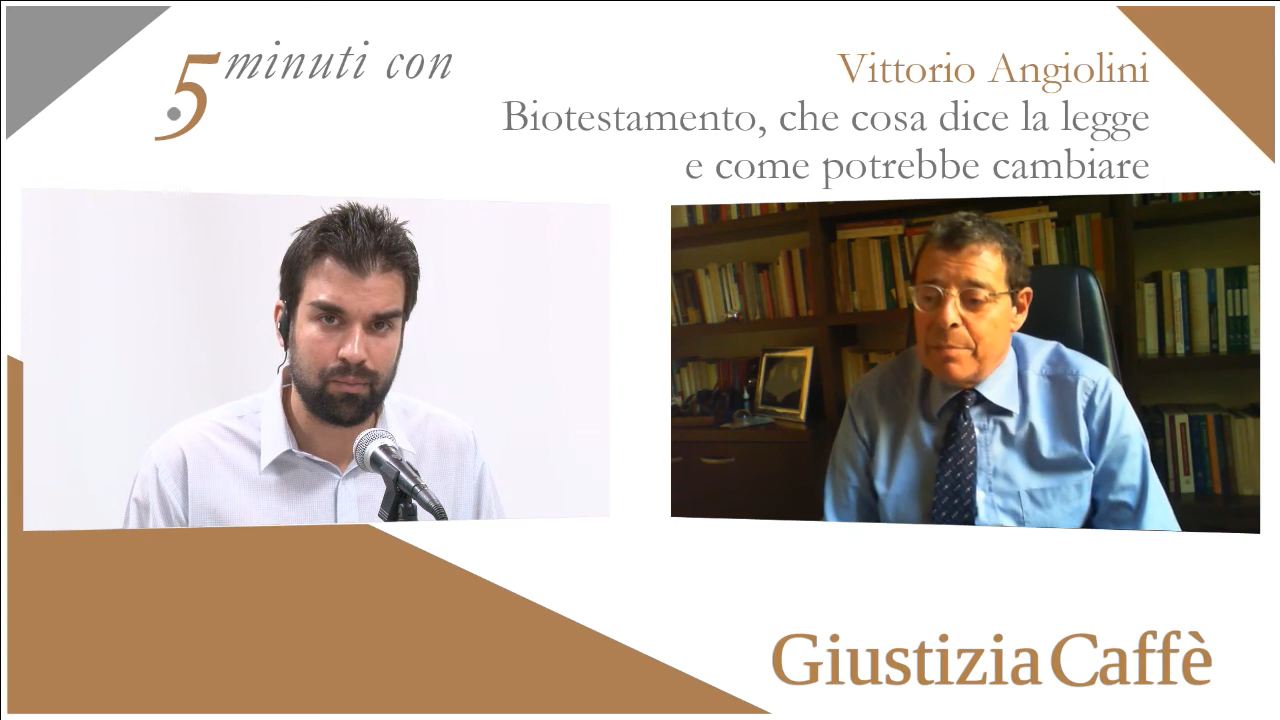 5 minuti con
Vittorio Angiolini
Biotestamento, che cosa dice la legge
e come potrebbe cambiare
Giustizia Caffè